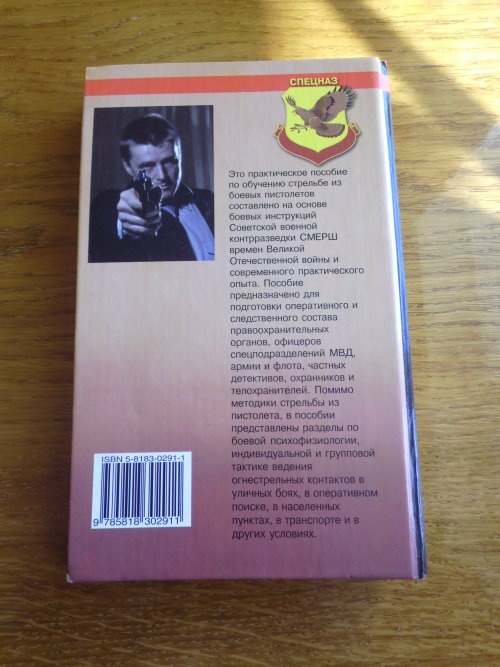 СПЕЦНАЗ
Это практическое пособие
по обучению стрельбе из
боевых пистолетов
составлено на основе
боевых инструкций
Советской военной
контрразведки СМЕРШ
времен Великой
Отечественной войны и
современного практического
опыта. Пособие
предназначено для
подготовки оперативного и
следственного состава
правоохранительных
органов, офицеров
спецподразделений МВД,
армии и флота, частных
детективов, охранников и
телохранителей. Помимо
методики стрельбы из
пистолета, в пособии
представлены разделы по
боевой психофизиологии,
индивидуальной и групповой
тактике ведения
огнестрельных контактов в
уличных боях, в оперативном
поиске, в населенных
пунктах, в транспорте и в
других условиях.
ISBN 5-8183-0291-1
9 785818 302911